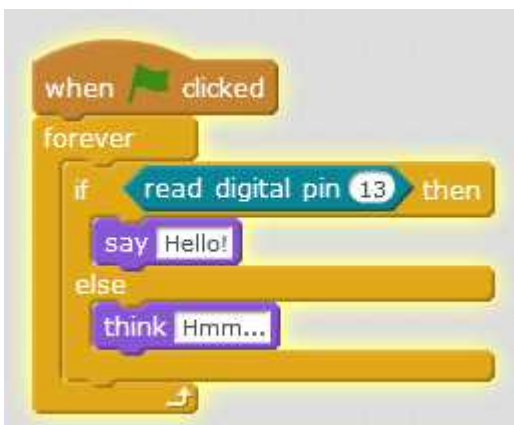 when clicked
forever
if read digital pin 13 then
say Hello!
else
think Hmm...